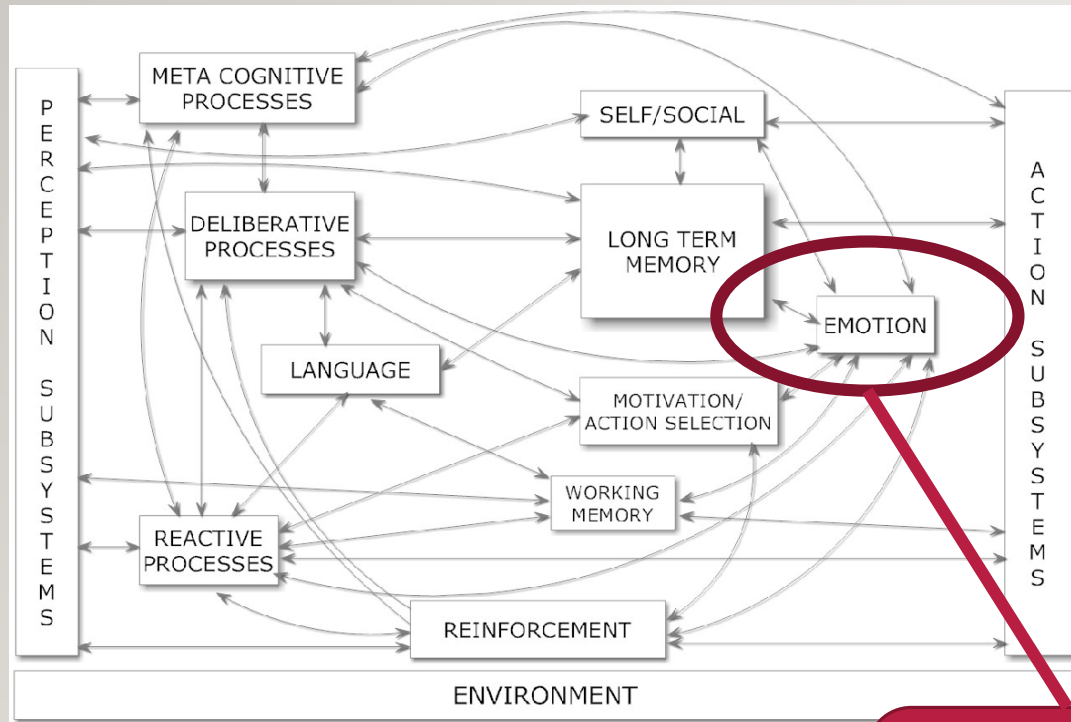 META COGNITIVE
PROCESSES
PERCEPTION SUBSYSTEMS
SELF/SOCIAL
ACTION SUBSYSTEMS
DELIBERATIVE
PROCESSES
LONG TERM
MEMORY
EMOTION
LANGUAGE
MOTIVATION/
ACTION SELECTION
WORKING
MEMORY
REACTIVE
PROCESSES
REINFORCEMENT
ENVIRONMENT